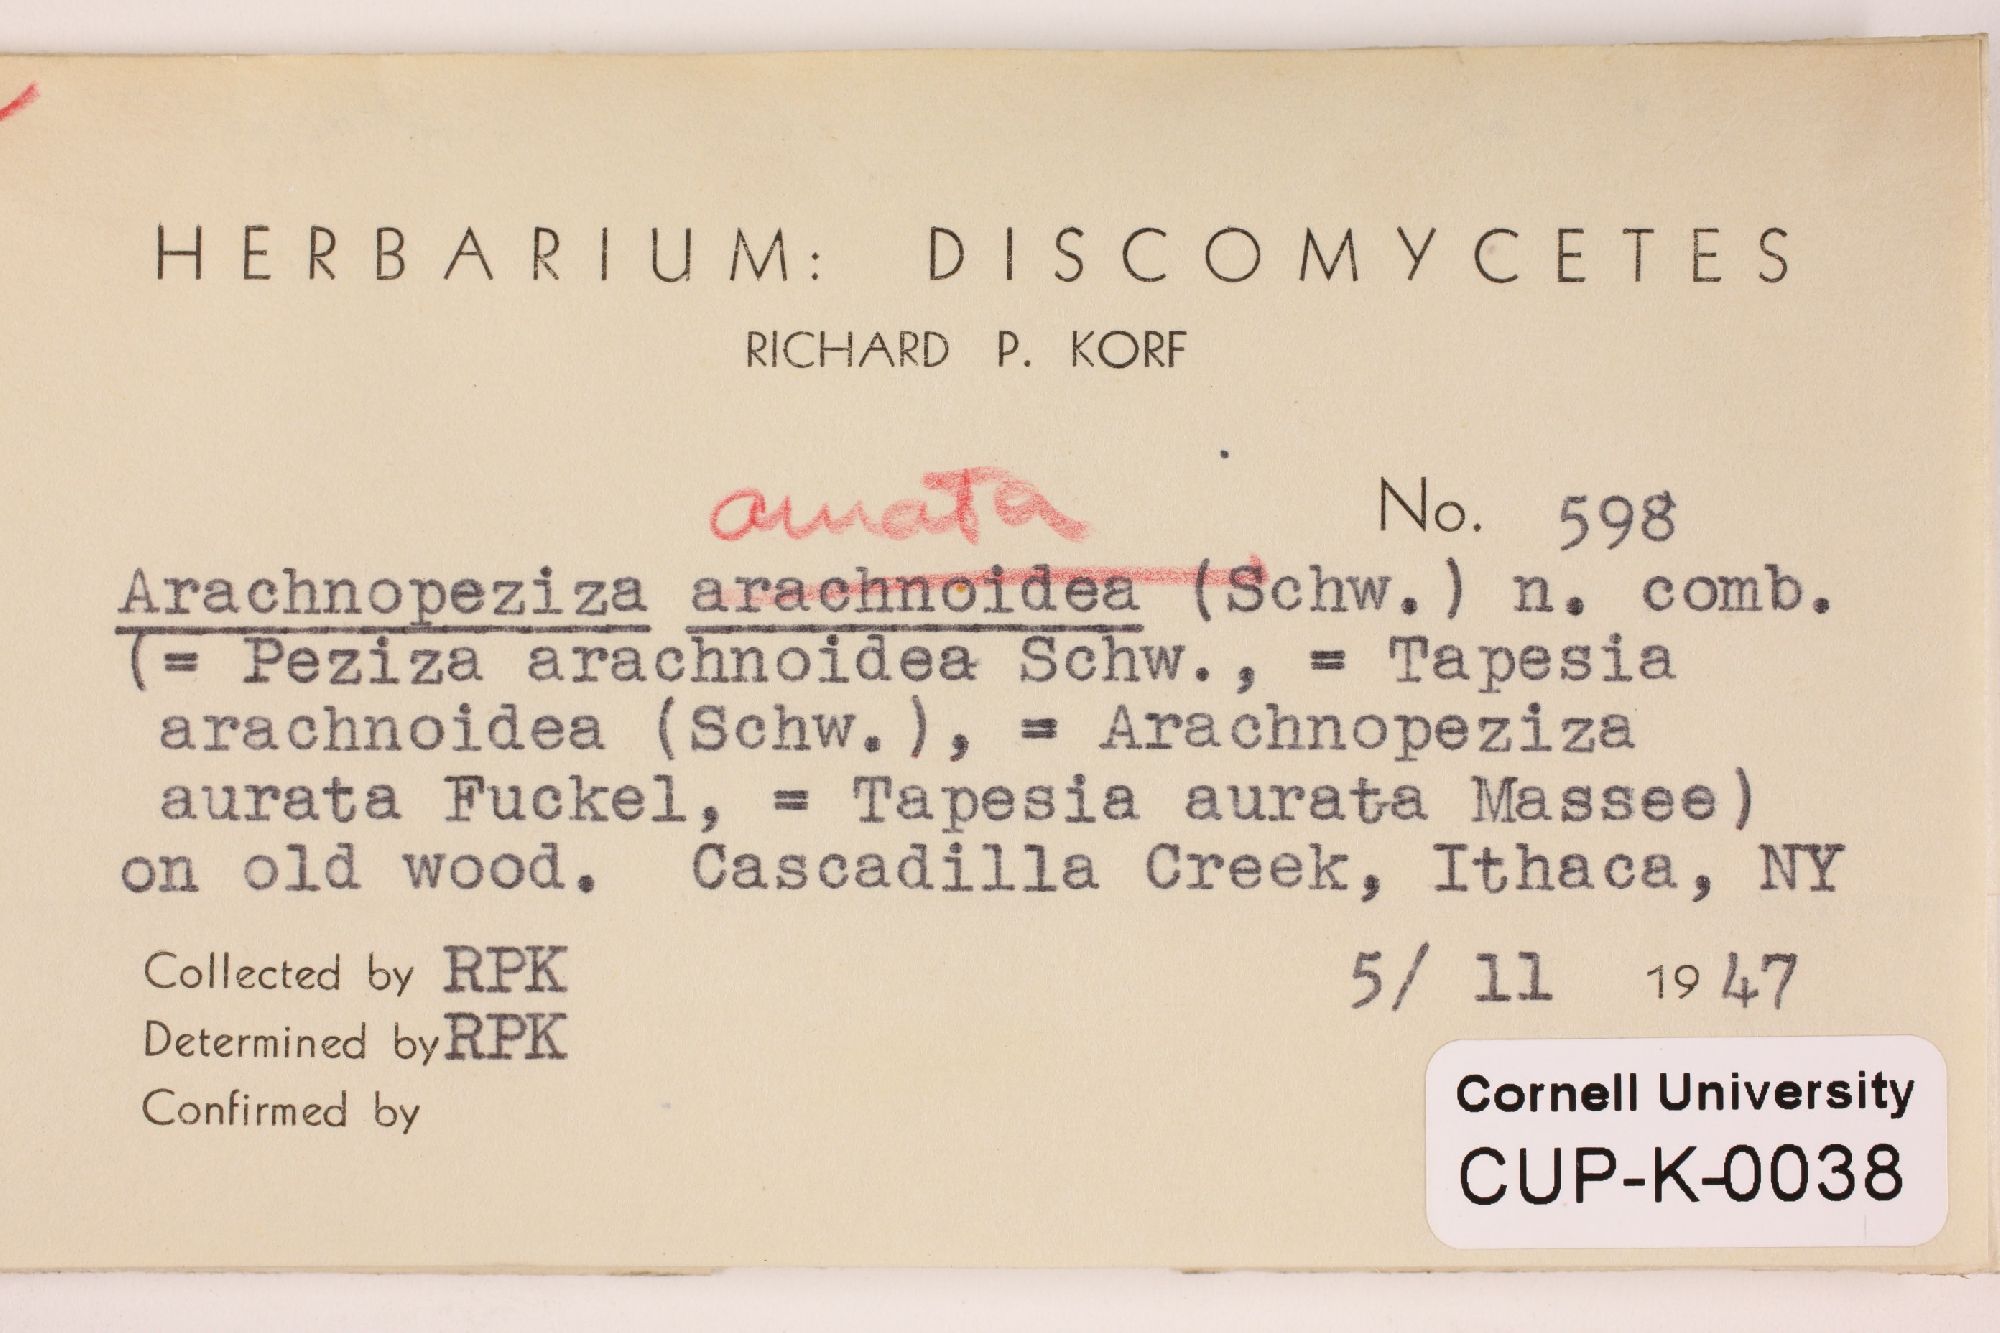 HERBARIUM: DISCOMYCETES
RICHARD P. KORF
aurata
No. 598
Arachnopeziza arachnoidea (Schw.) n. comb.
(= Peziza arachnoidea Schw., = Tapesia
arachnoidea (Schw.), = Arachnopeziza
aurata Fuckel, = Tapesia aurata Massee)
on old wood. Cascadilla Creek, Ithaca, NY
Collected by RPK 5/ 11 1947
Determined by RPK
Confirmed by
Cornell University
CUP-K-0038